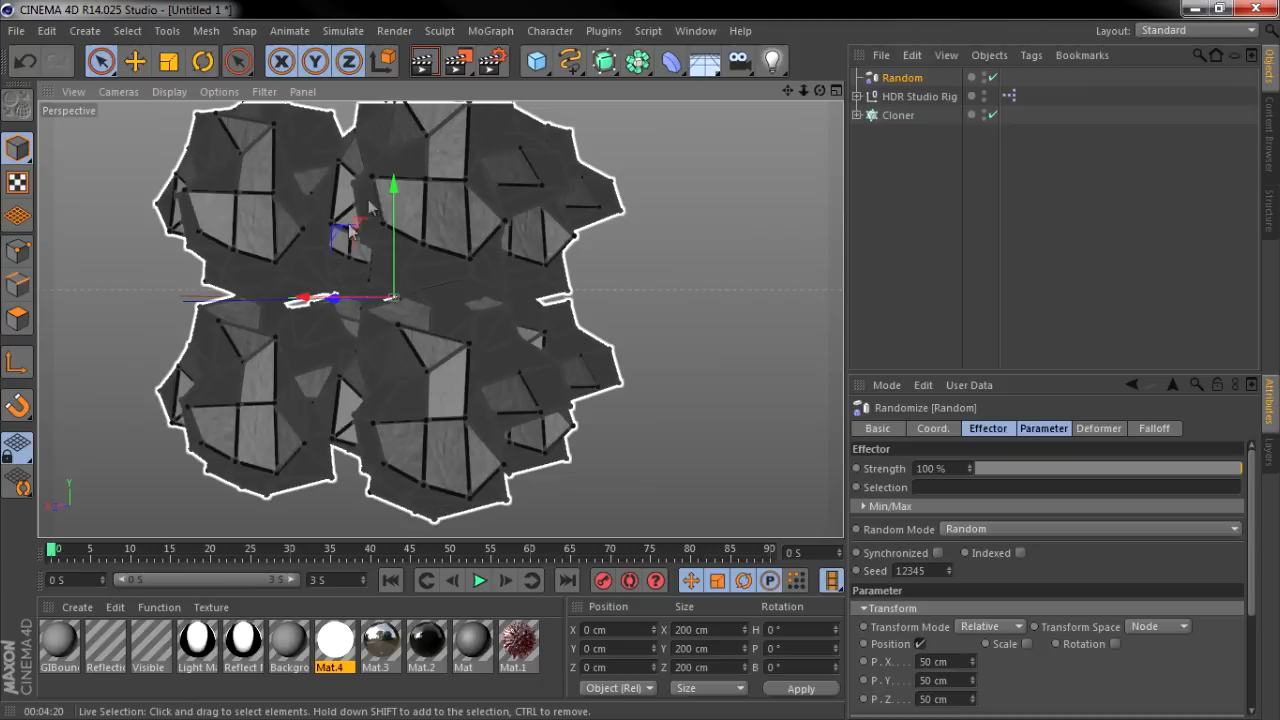 CINEMA 4D R14.025 Studio - [Untitled 1 *]
File Edit Create Select Tools Mesh Snap Animate Simulate Render Sculpt MoGraph Character Plugins Script Window Help Layout: Standard
X Y Z
View Cameras Display Options Filter Panel
Perspective
Y
File Edit View Objects Tags Bookmarks
Random
HDR Studio Rig
Cloner
Objects
Content Browser
Structure
Mode Edit User Data
Randomize [Random]
Basic Coord. Effector Parameter Deformer Falloff
Effector
Strength 100 %
Selection
Min/Max
Random Mode Random
Synchronized Indexed
Seed 12345
Parameter
Transform
Transform Mode Relative Transform Space Node
Position Scale Rotation
P . X 50 cm
P . Y 50 cm
P . Z 50 cm
Attributes
Layers
0 5 10 15 20 25 30 35 40 45 50 55 60 65 70 75 80 85 90 0 S
0 S 0 S 3 S 3 S
P
Create Edit Function Texture
GIBound Reflectio Visible Light Ma Reflect M Backgro Mat.4 Mat.3 Mat.2 Mat Mat.1
Position Size Rotation
X 0 cm X 200 cm H 0 °
Y 0 cm Y 200 cm P 0 °
Z 0 cm Z 200 cm B 0 °
Object (Rel) Size Apply
MAXON CINEMA 4D
00:04:20 Live Selection: Click and drag to select elements. Hold down SHIFT to add to the selection, CTRL to remove.